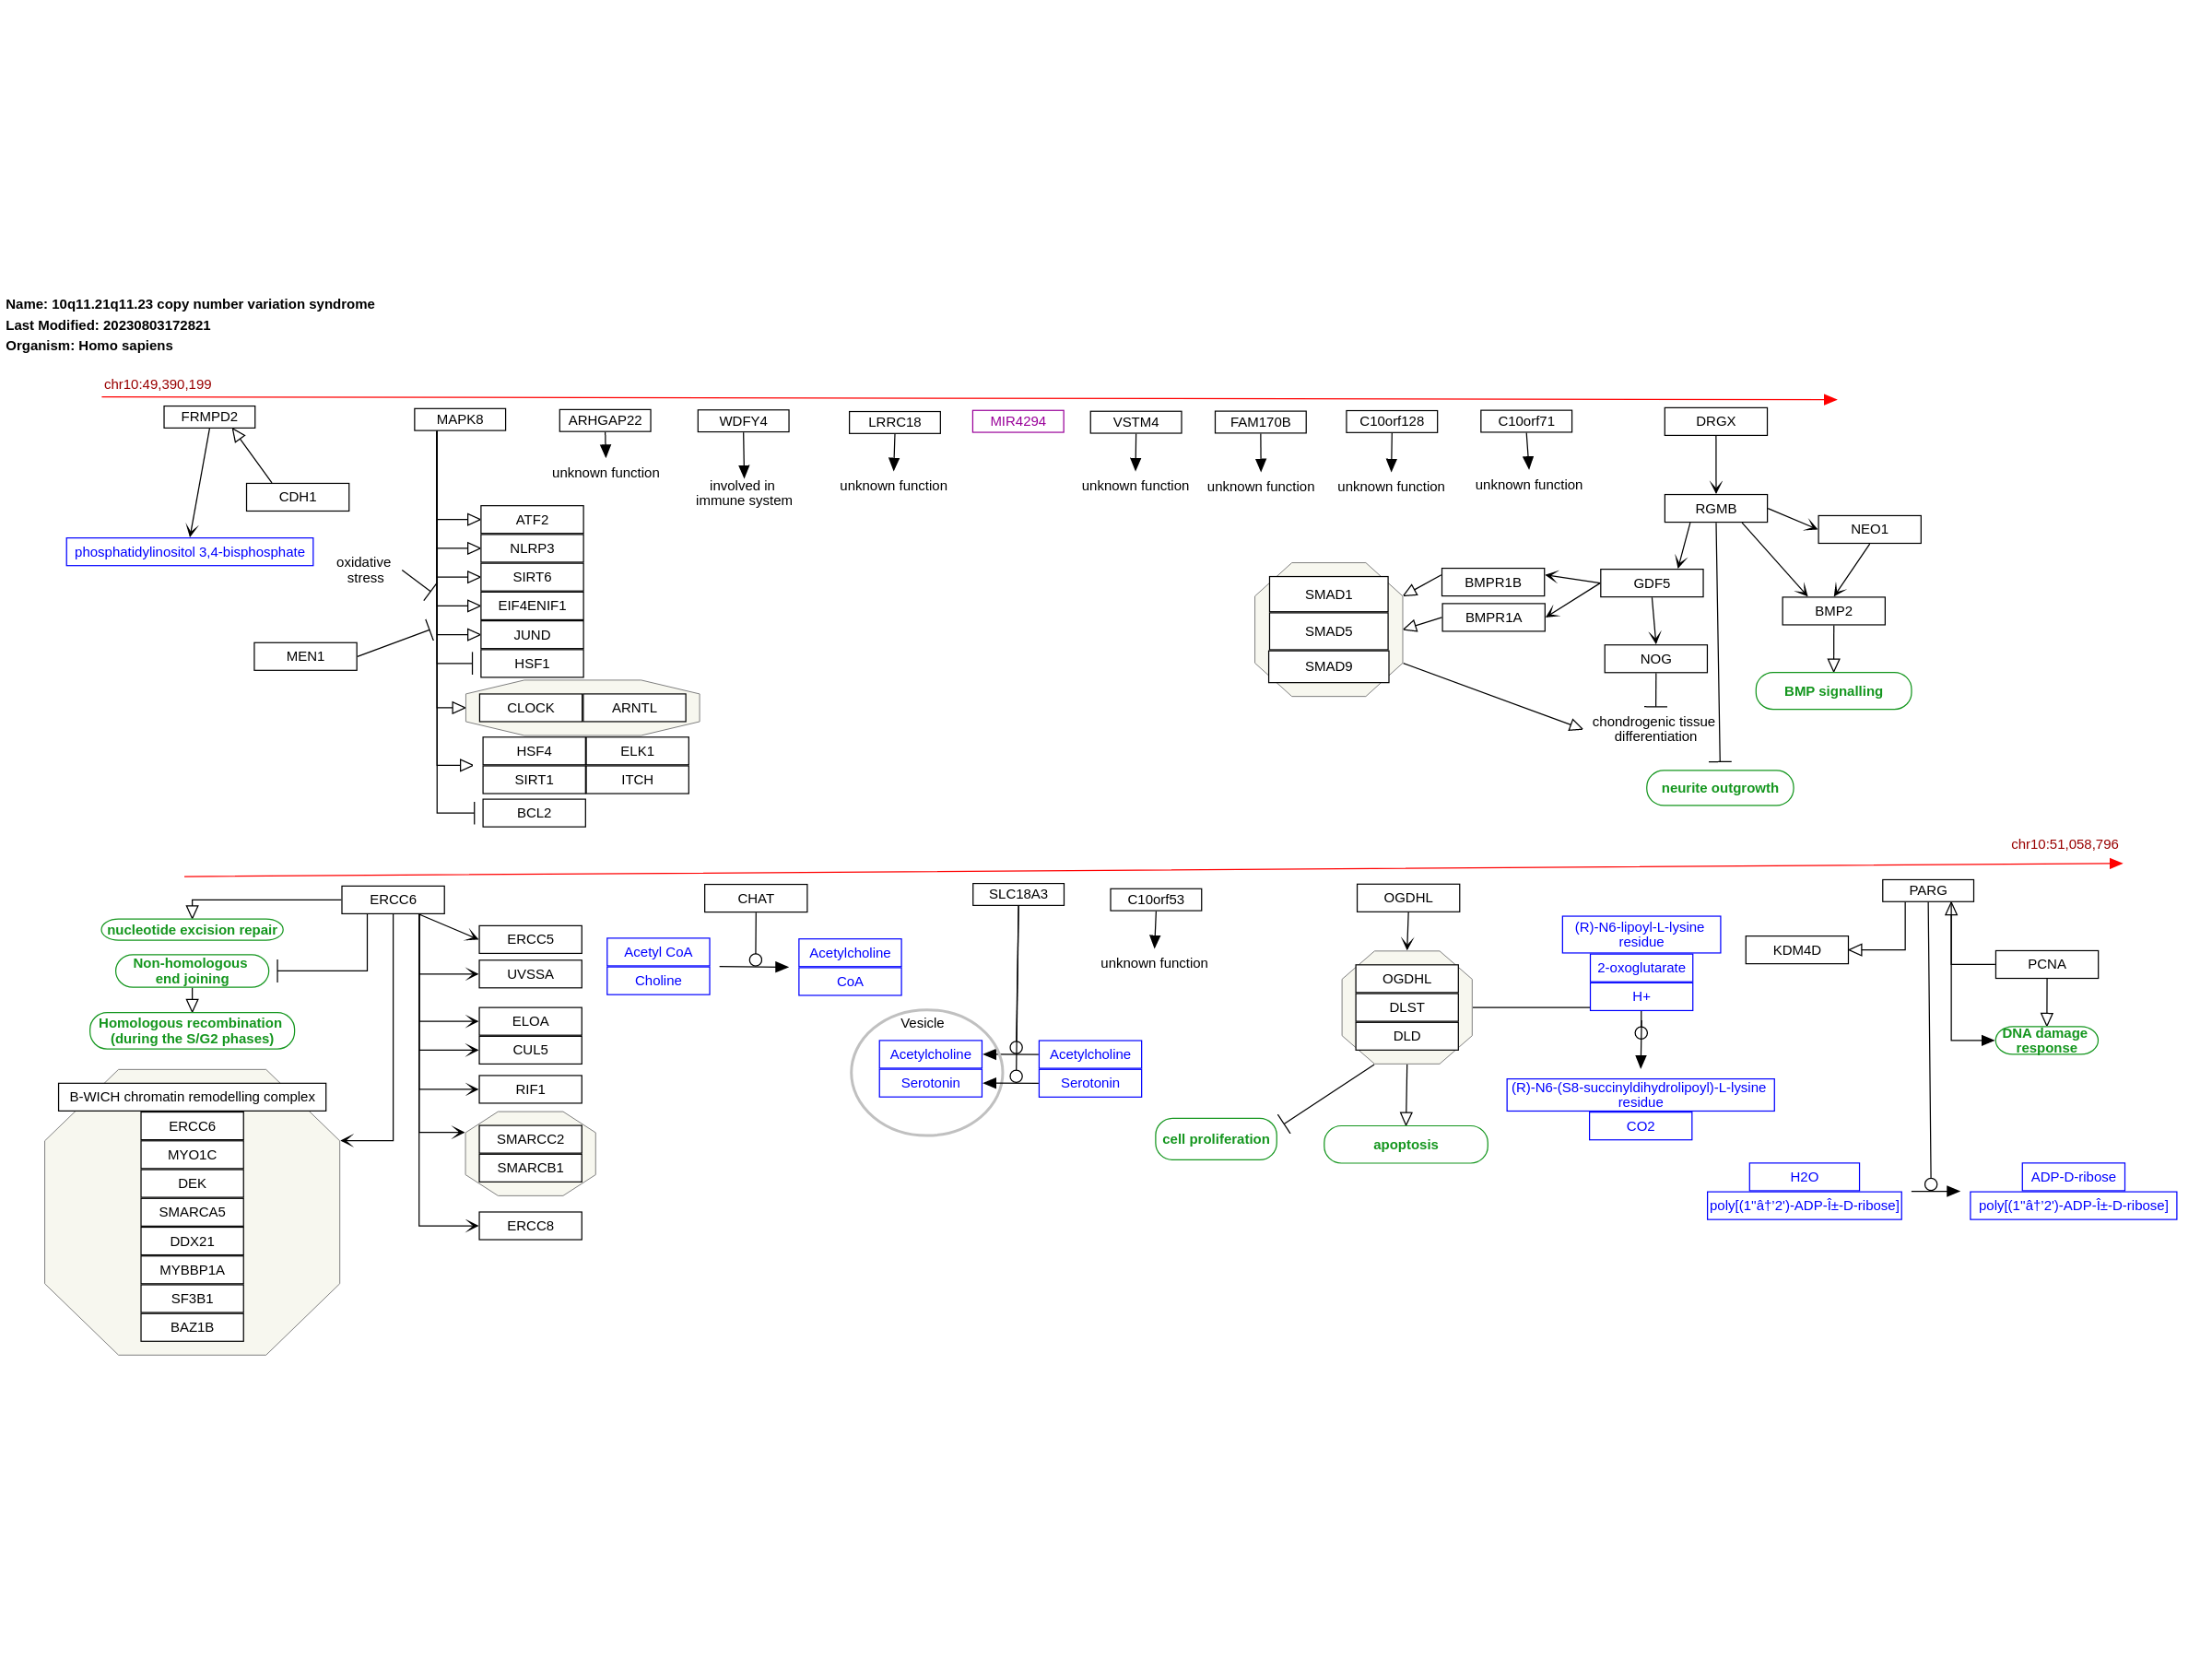 Name: 10q11.21q11.23 copy number variation syndrome
Last Modified: 20230803172821
Organism: Homo sapiens
chr10:49,390,199
FRMPD2
MAPK8
ARHGAP22
WDFY4
LRRC18
MIR4294
VSTM4
FAM170B
C10orf128
C10orf71
DRGX
unknown function
involved in
immune system
unknown function
unknown function
unknown function
unknown function
unknown function
CDH1
phosphatidylinositol 3,4-bisphosphate
oxidative
stress
MEN1
ATF2
NLRP3
SIRT6
EIF4ENIF1
JUND
HSF1
CLOCK
ARNTL
HSF4
ELK1
SIRT1
ITCH
BCL2
RGMB
NEO1
SMAD1
SMAD5
SMAD9
BMPR1B
BMPR1A
GDF5
BMP2
NOG
BMP signalling
chondrogenic tissue
differentiation
neurite outgrowth
chr10:51,058,796
ERCC6
CHAT
SLC18A3
C10orf53
OGDHL
PARG
nucleotide excision repair
Non-homologous
end joining
Homologous recombination
(during the S/G2 phases)
B-WICH chromatin remodelling complex
ERCC6
MYO1C
DEK
SMARCA5
DDX21
MYBBP1A
SF3B1
BAZ1B
ERCC5
UVSSA
ELOA
CUL5
RIF1
SMARCC2
SMARCB1
ERCC8
Acetyl CoA
Choline
Acetylcholine
CoA
Vesicle
Acetylcholine
Serotonin
Acetylcholine
Serotonin
unknown function
OGDHL
DLST
DLD
cell proliferation
apoptosis
(R)-N6-lipoyl-L-lysine
residue
2-oxoglutarate
H+
(R)-N6-(S8-succinyldihydrolipoyl)-L-lysine
residue
CO2
KDM4D
PCNA
DNA damage
response
H2O
poly[(1''â†’2')-ADP-Î±-D-ribose]
ADP-D-ribose
poly[(1''â†’2')-ADP-Î±-D-ribose]